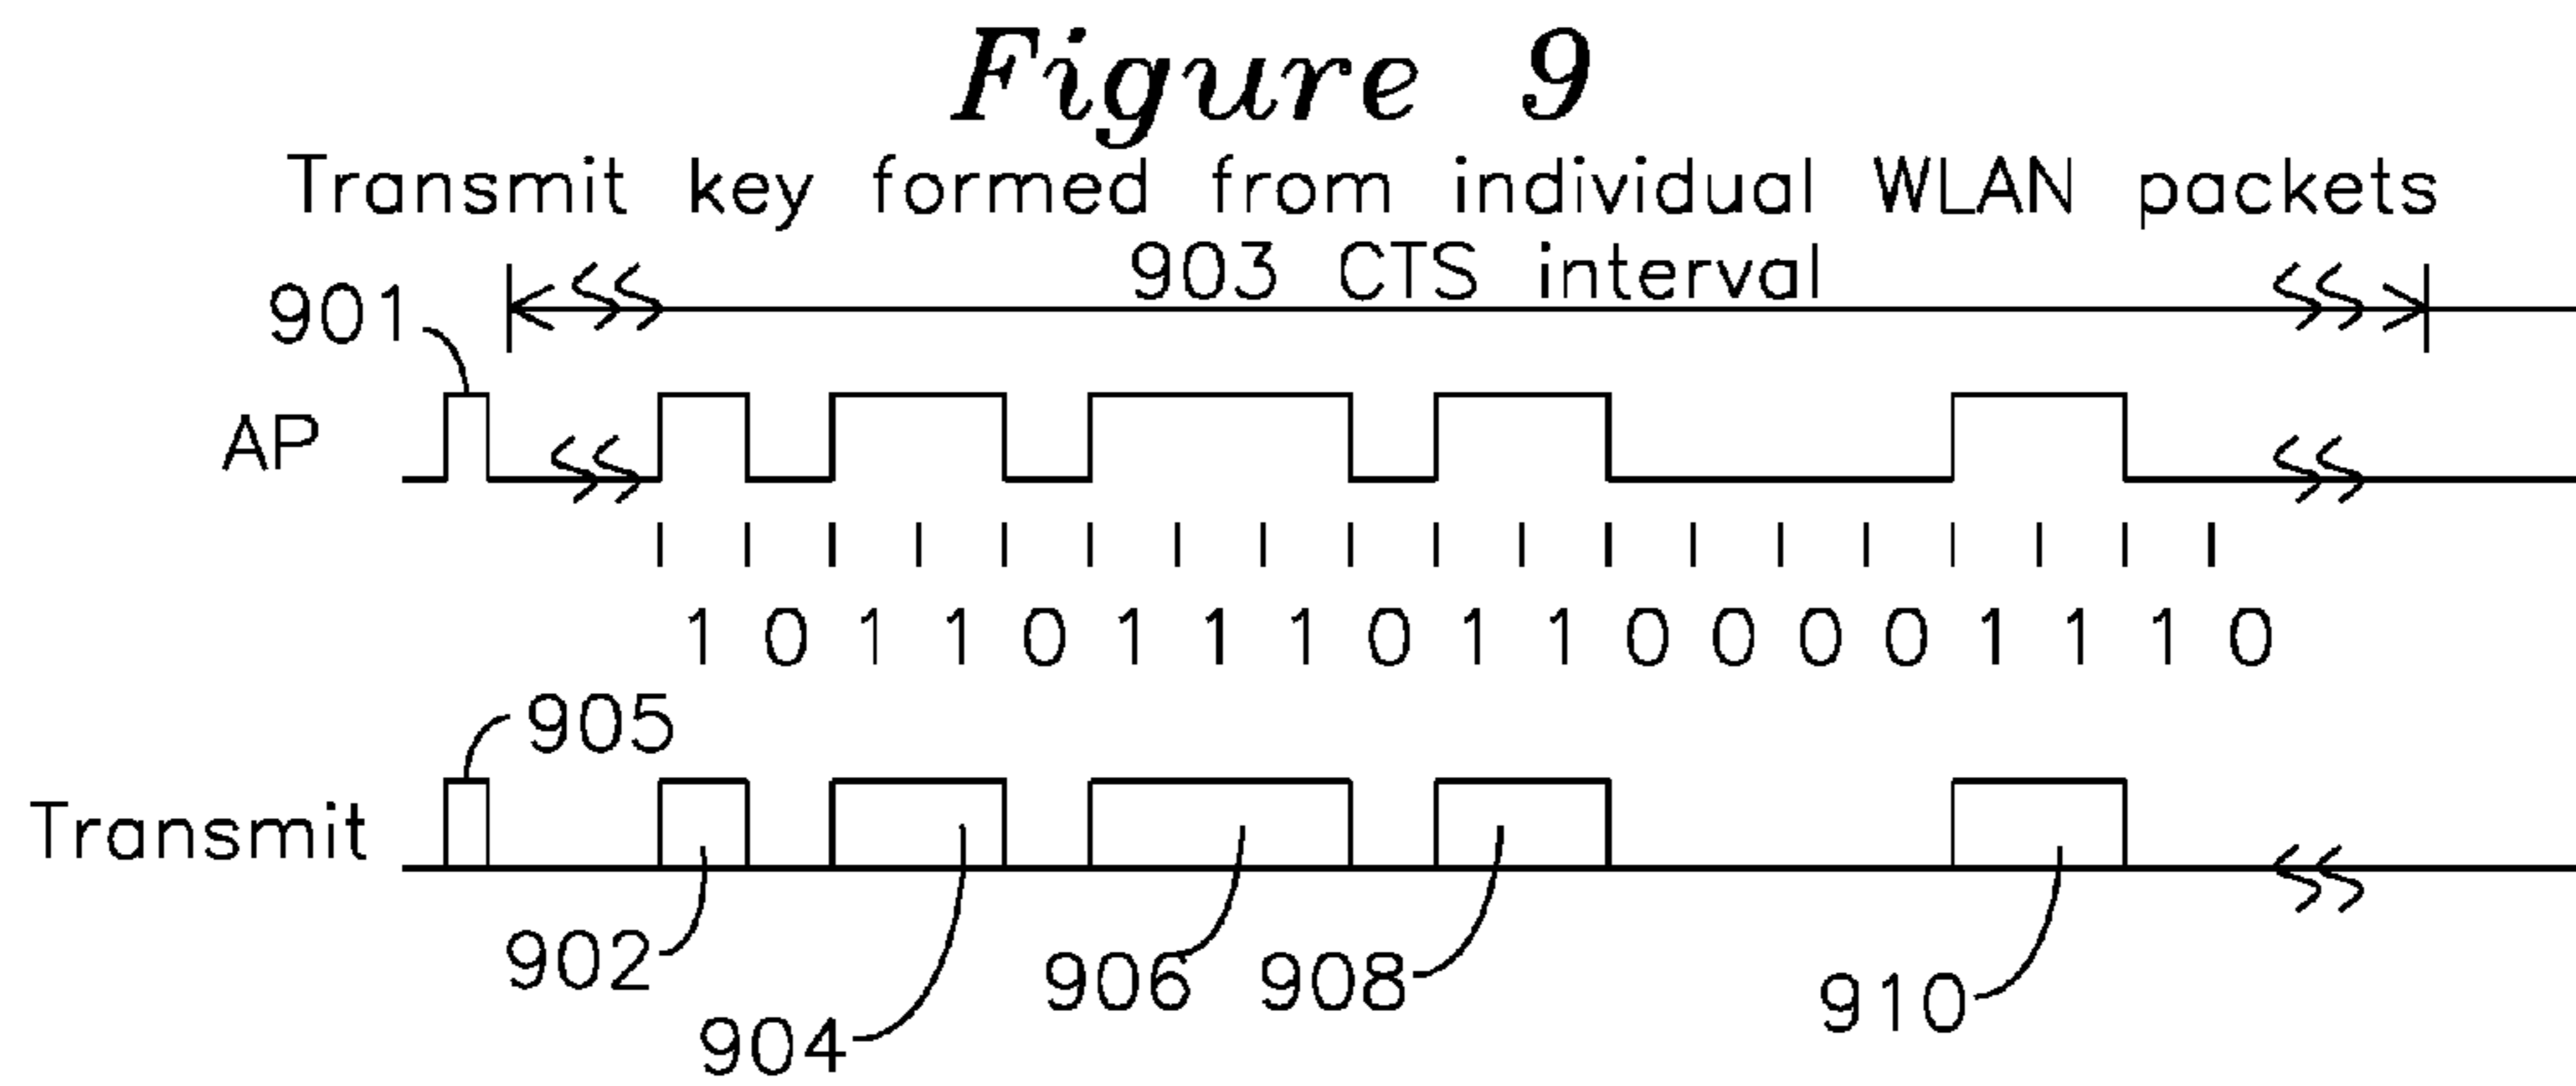 Figure 9
Transmit key formed from individual WLAN packets
903 CTS interval
901
AP
1 0 1 1 0 1 1 1 0 1 1 0 0 0 0 1 1 1 0
905
Transmit
902
904
906
908
910